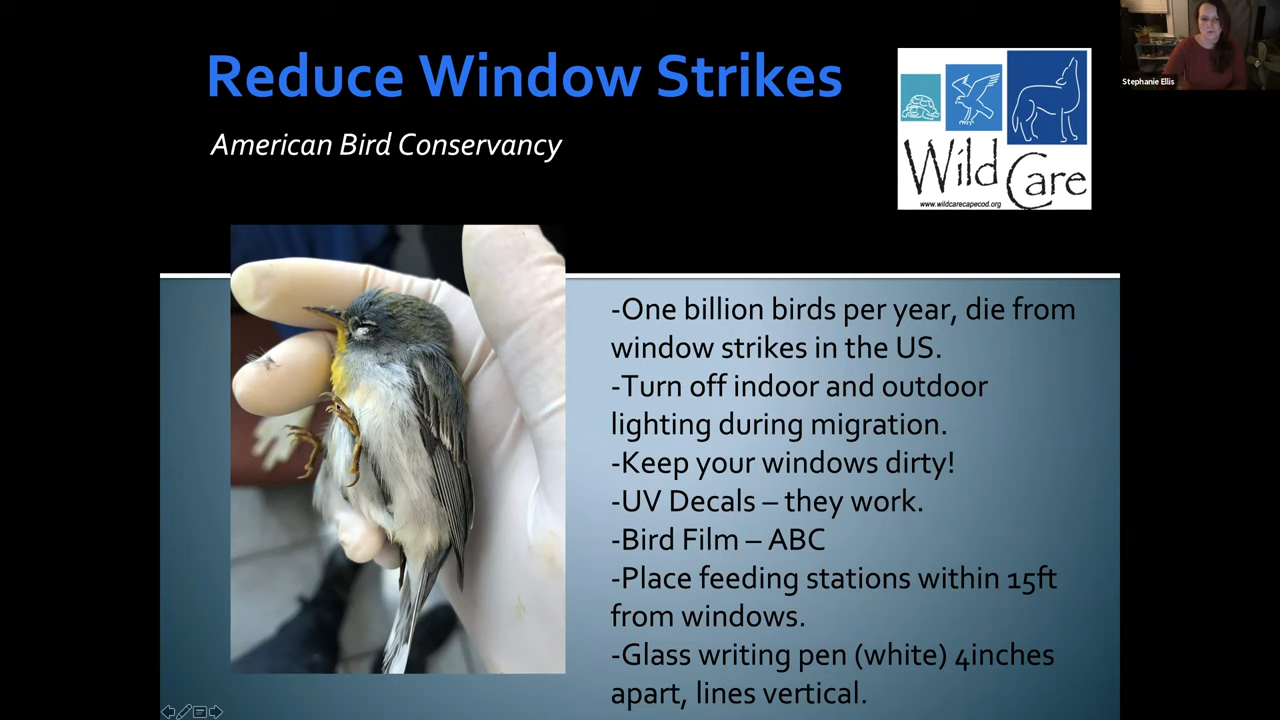 Reduce Window Strikes
American Bird Conservancy
Wild Care
www.wildcarecapecod.org
Stephanie Ellis
-One billion birds per year, die from
window strikes in the US.
-Turn off indoor and outdoor
lighting during migration.
-Keep your windows dirty!
-UV Decals – they work.
-Bird Film – ABC
-Place feeding stations within 15ft
from windows.
-Glass writing pen (white) 4inches
apart, lines vertical.